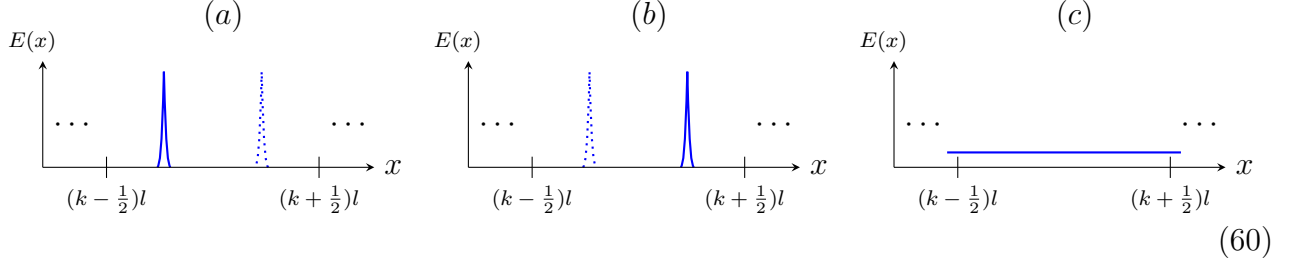 (a) (b) (c)
E(x) E(x) E(x)
··· ··· ··· ··· ··· ···
x x x
(k − 1/2)l (k + 1/2)l (k − 1/2)l (k + 1/2)l (k − 1/2)l (k + 1/2)l
(60)